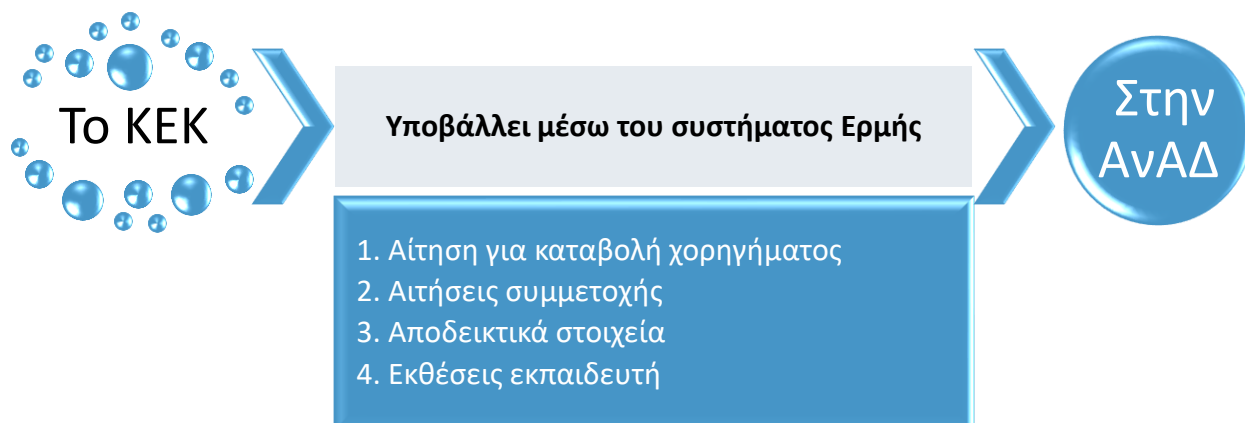 Το ΚΕΚ
Υποβάλλει μέσω του συστήματος Ερμής
1. Αίτηση για καταβολή χορηγήματος
2. Αιτήσεις συμμετοχής
3. Αποδεικτικά στοιχεία
4. Εκθέσεις εκπαιδευτή
Στην
ΑνΑΔ